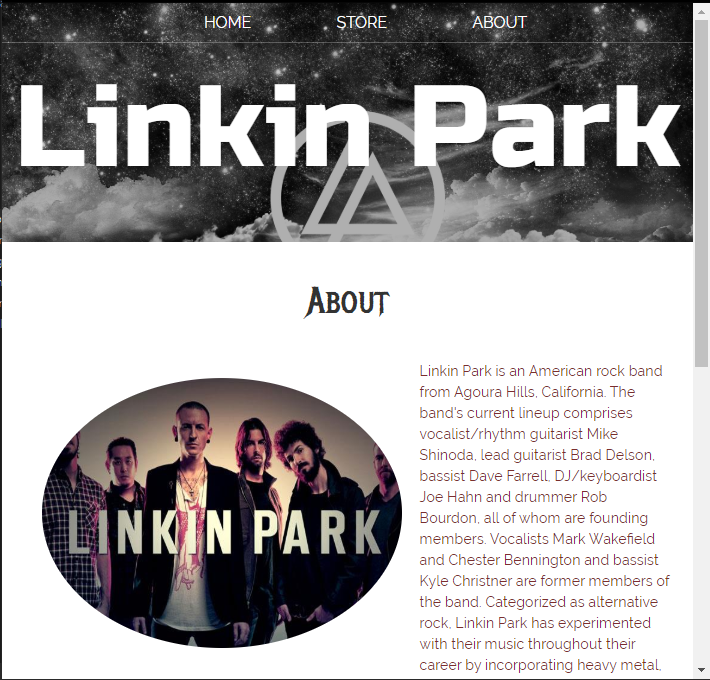 HOME STORE ABOUT
Linkin Park
About
Linkin Park is an American rock band
from Agoura Hills, California. The
band's current lineup comprises
vocalist/rhythm guitarist Mike
Shinoda, lead guitarist Brad Delson,
bassist Dave Farrell, DJ/keyboardist
Joe Hahn and drummer Rob
Bourdon, all of whom are founding
members. Vocalists Mark Wakefield
and Chester Bennington and bassist
Kyle Christner are former members of
the band. Categorized as alternative
rock, Linkin Park has experimented
with their music throughout their
career by incorporating heavy metal,
LINKIN PARK